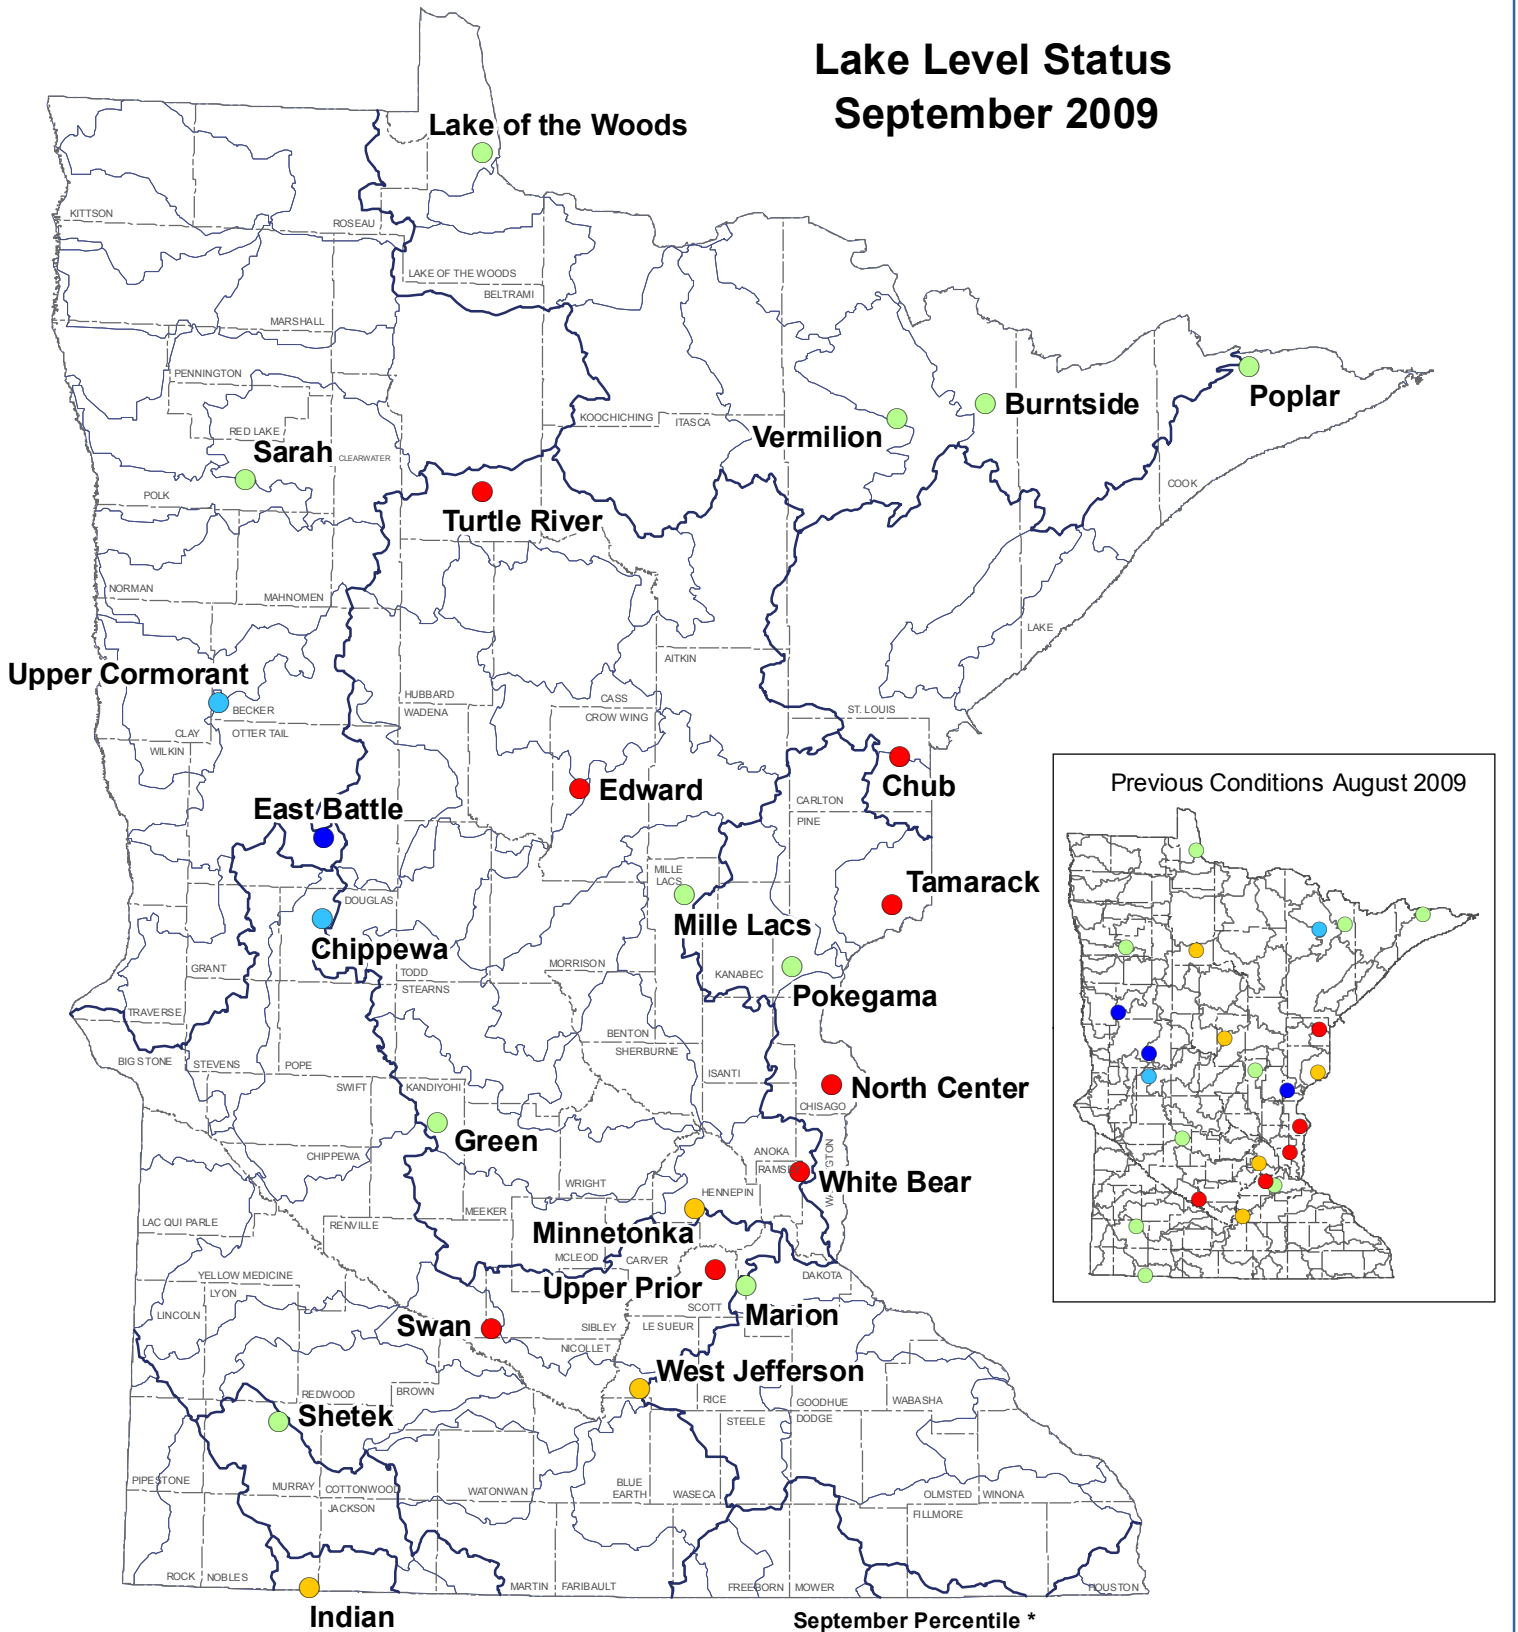 Lake Level Status
September 2009
Lake of the Woods
KITTSON
ROSEAU
LAKE OF THE WOODS
BELTRAMI
MARSHALL
PENNINGTON
Poplar
Burntside
KOOCHICHING
ITASCA
Vermilion
RED LAKE
Sarah
CLEARWATER
COOK
POLK
Turtle River
NORMAN
MAHNOMEN
LAKE
AITKIN
Upper Cormorant
HUBBARD
CASS
BECKER
WADENA
CROW WING
ST. LOUIS
CLAY
OTTER TAIL
WILKIN
Chub
Edward
CARLTON
East Battle
PINE
MILLE
LACS
Tamarack
DOUGLAS
Mille Lacs
Chippewa
GRANT
TODD
MORRISON
KANABEC
STEARNS
Pokegama
TRAVERSE
BENTON
SHERBURNE
BIG STONE
STEVENS
POPE
ISANTI
SWIFT
KANDIYOHI
North Center
CHISAGO
Green
CHIPPEWA
ANOKA
RAMSEY
WASHINGTON
White Bear
WRIGHT
HENNEPIN
MEEKER
LAC QUI PARLE
RENVILLE
Minnetonka
MCLEOD
CARVER
YELLOW MEDICINE
DAKOTA
Upper Prior
LYON
LINCOLN
SCOTT
Marion
Swan
SIBLEY
LE SUEUR
NICOLLET
West Jefferson
REDWOOD
BROWN
RICE
GOODHUE
WABASHA
Shetek
STEELE
DODGE
PIPESTONE
MURRAY
COTTONWOOD
WATONWAN
BLUE
EARTH
WASECA
OLMSTED
WINONA
JACKSON
FILLMORE
ROCK
NOBLES
MARTIN
FARIBAULT
FREEBORN
MOWER
HOUSTON
Indian
September Percentile *
Previous Conditions August 2009